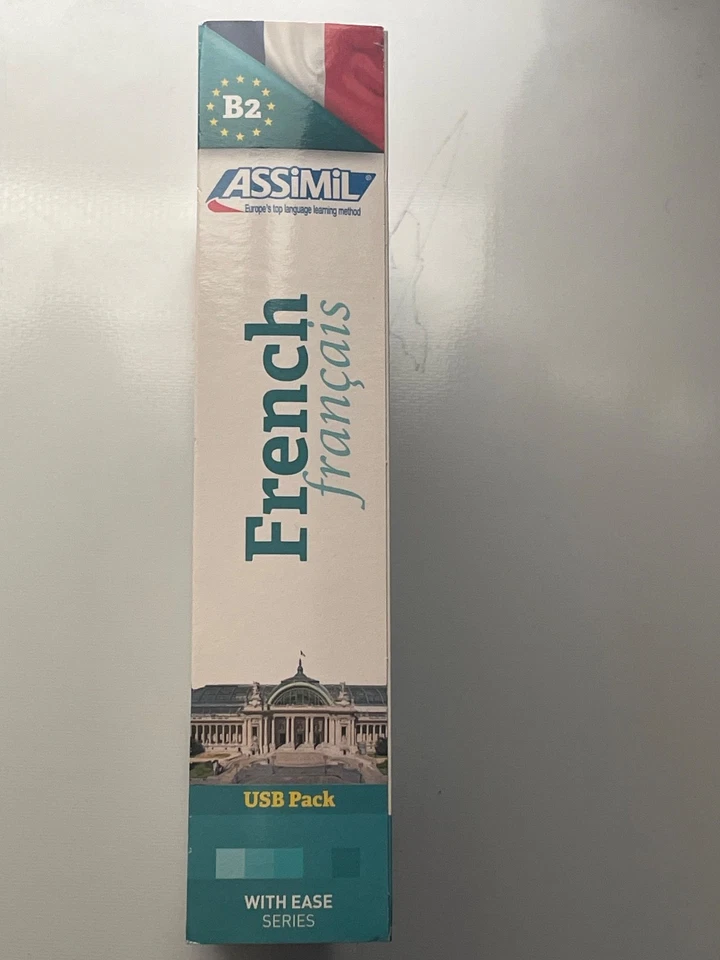 B2
ASSiMiL®
Europe's top language learning method
French
français
USB Pack
WITH EASE
SERIES